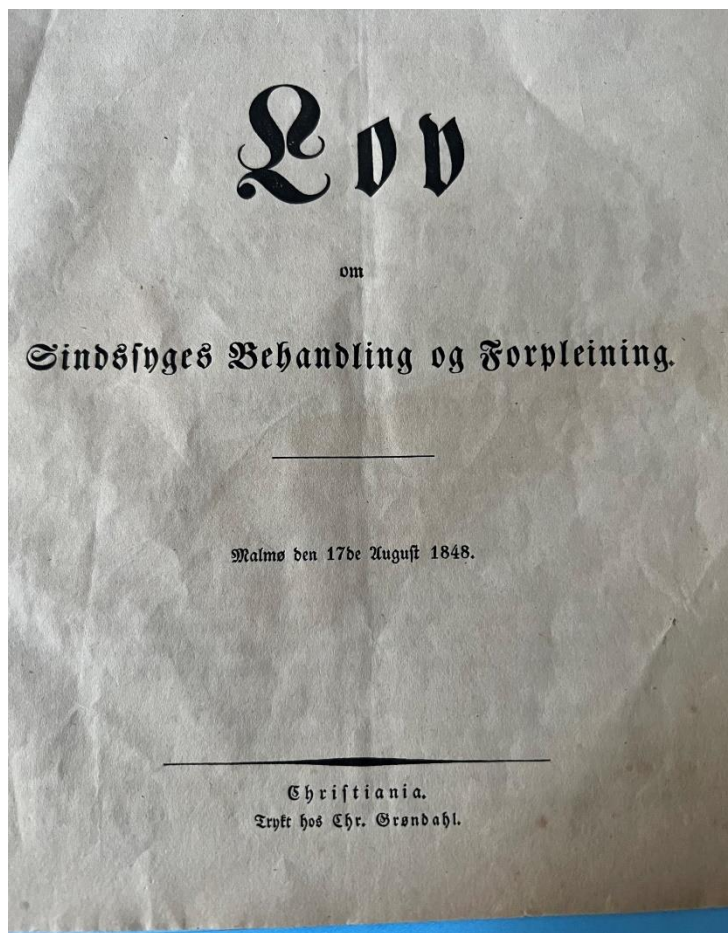 Lov
om
Sindssyges Behandling og Forpleining.
Malmø den 17de August 1848.
Christiania.
Trykt hos Chr. Grøndahl.